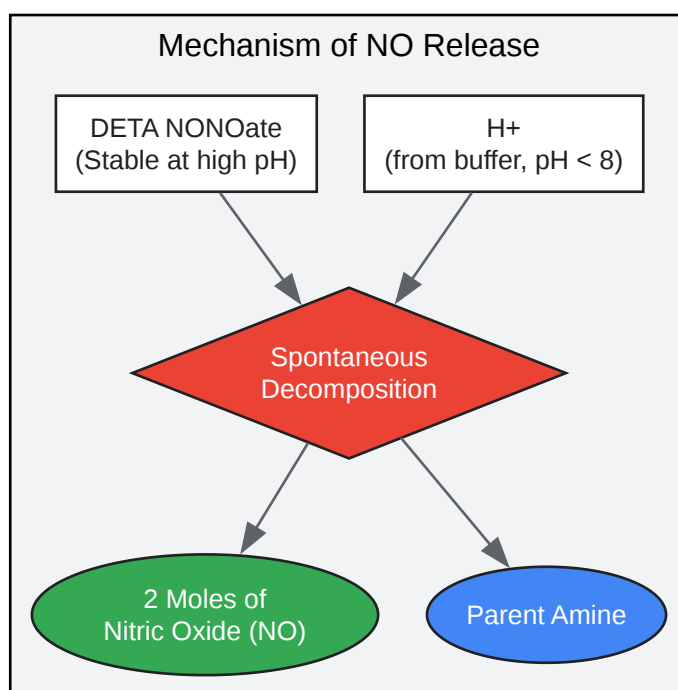 Mechanism of NO Release
DETA NONOate
(Stable at high pH)
H+
(from buffer, pH < 8)
Spontaneous
Decomposition
2 Moles of
Nitric Oxide (NO)
Parent Amine